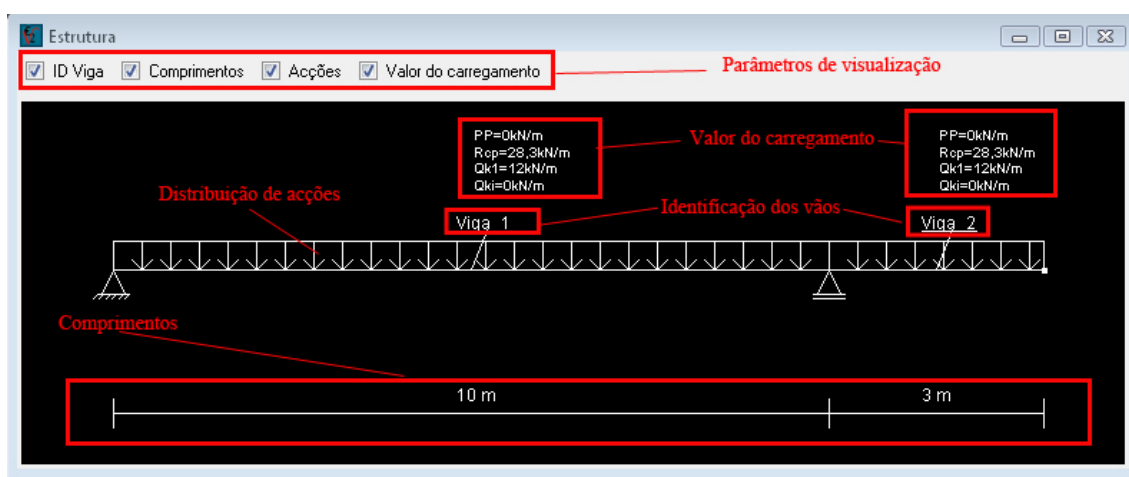 Estrutura
ID Viga Comprimentos Acções Valor do carregamento
Parâmetros de visualização
PP=0kN/m
Rcp=28,3kN/m
Qk1=12kN/m
Qki=0kN/m
Valor do carregamento
PP=0kN/m
Rcp=28,3kN/m
Qk1=12kN/m
Qki=0kN/m
Distribuição de acções
Identificação dos vãos
Viga 1
Viga 2
Comprimentos
10 m
3 m